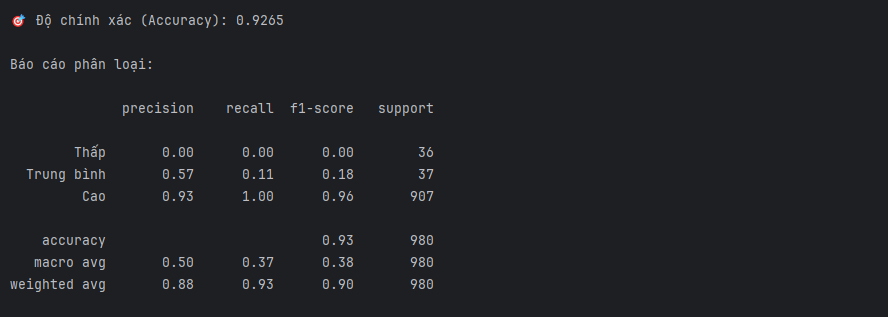 🎯 Độ chính xác (Accuracy): 0.9265
Báo cáo phân loại:
precision recall f1-score support
Thấp 0.00 0.00 0.00 36
Trung bình 0.57 0.11 0.18 37
Cao 0.93 1.00 0.96 907
accuracy 0.93 980
macro avg 0.50 0.37 0.38 980
weighted avg 0.88 0.93 0.90 980